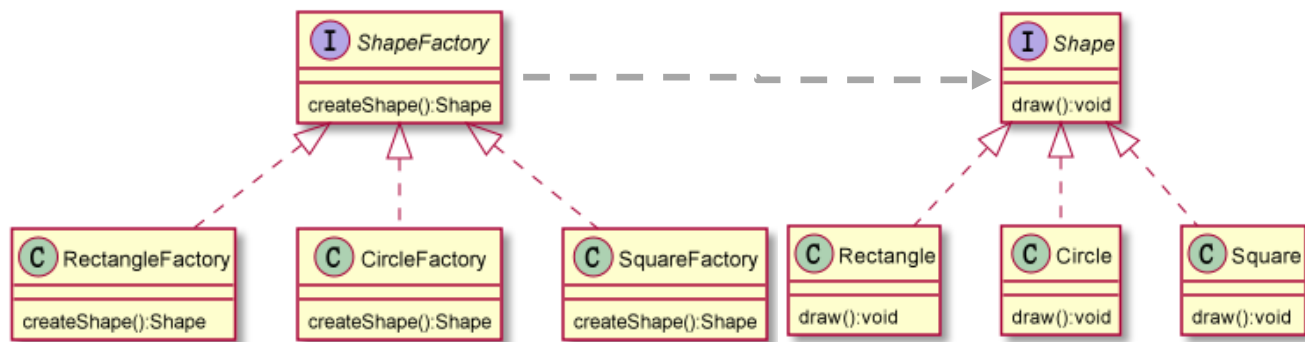 I ShapeFactory
createShape():Shape
I Shape
draw():void
C RectangleFactory
createShape():Shape
C CircleFactory
createShape():Shape
C SquareFactory
createShape():Shape
C Rectangle
draw():void
C Circle
draw():void
C Square
draw():void